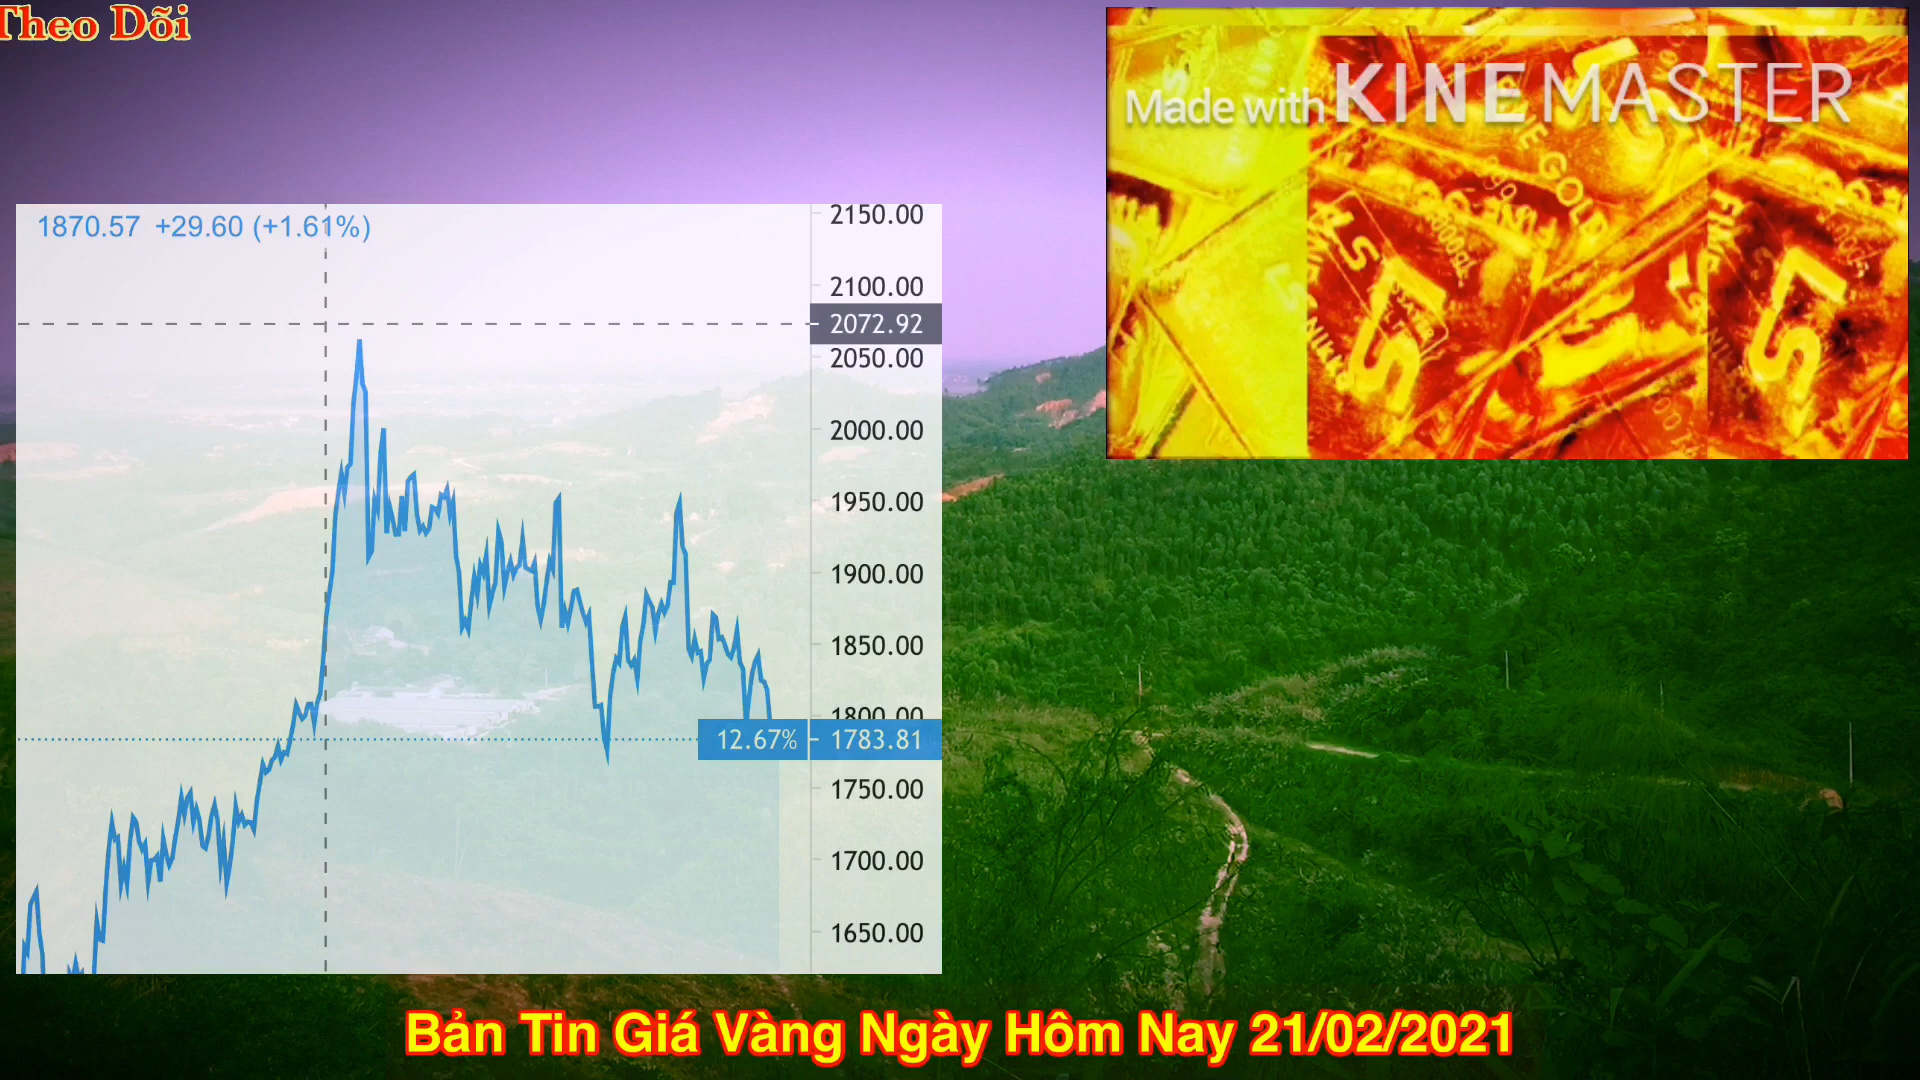 Theo Dõi
Made with KINEMASTER
1870.57 +29.60 (+1.61%)
2150.00
2100.00
2072.92
2050.00
2000.00
1950.00
1900.00
1850.00
1800.00
12.67% 1783.81
1750.00
1700.00
1650.00
FINE GOLD
Bản Tin Giá Vàng Ngày Hôm Nay 21/02/2021